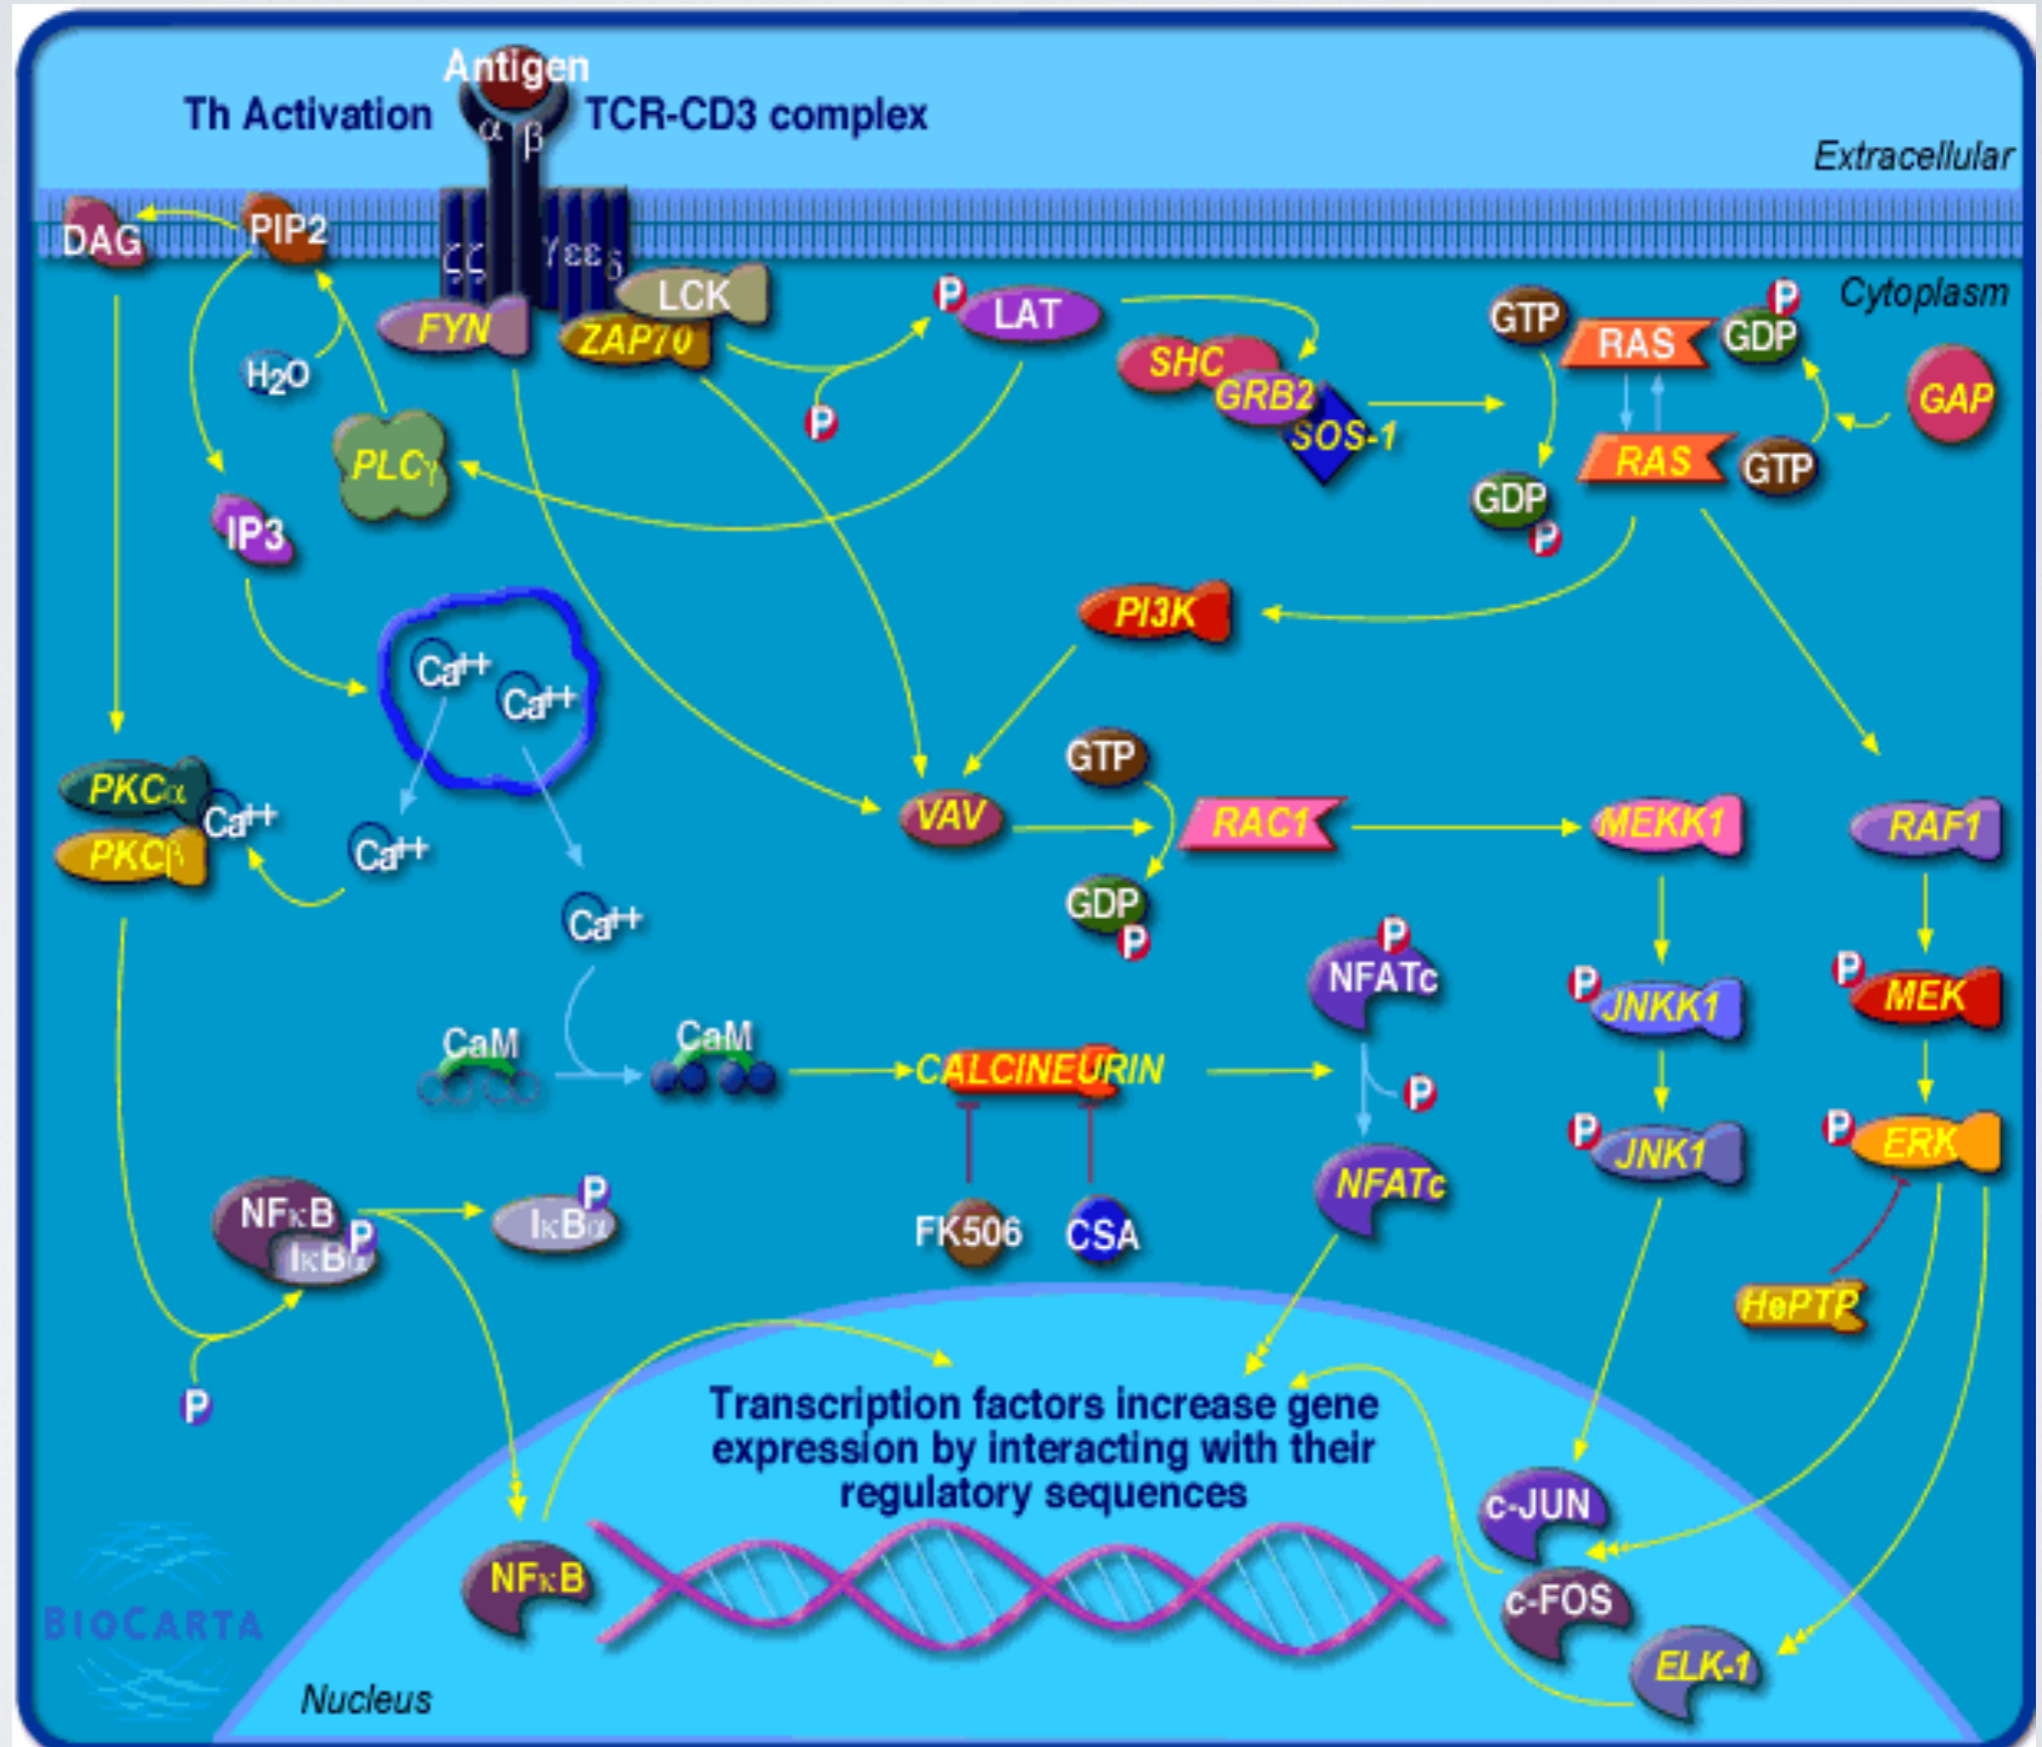 Antigen
Th Activation
TCR-CD3 complex
α
β
Extracellular
DAG
PIP2
ζζ
γεεδ
Cytoplasm
LCK
FYN
ZAP70
P
LAT
H2O
P
SHC
GRB2
SOS-1
GTP
RAS
P
GDP
GAP
RAS
GTP
GDP
P
PLCγ
IP3
PI3K
Ca++
Ca++
PKCα
PKCβ
Ca++
Ca++
Ca++
GTP
VAV
GDP
P
RAC1
MEKK1
RAF1
P
NFATc
P
JNKK1
P
MEK
CaM
CaM
CALCINEURIN
P
NFATc
P
JNK1
P
ERK
NFκB
P
IκBα
P
IκBα
FK506
CSA
HePTP
P
Transcription factors increase gene
expression by interacting with their
regulatory sequences
c-JUN
c-FOS
ELK-1
NFκB
BIOCARTA
Nucleus